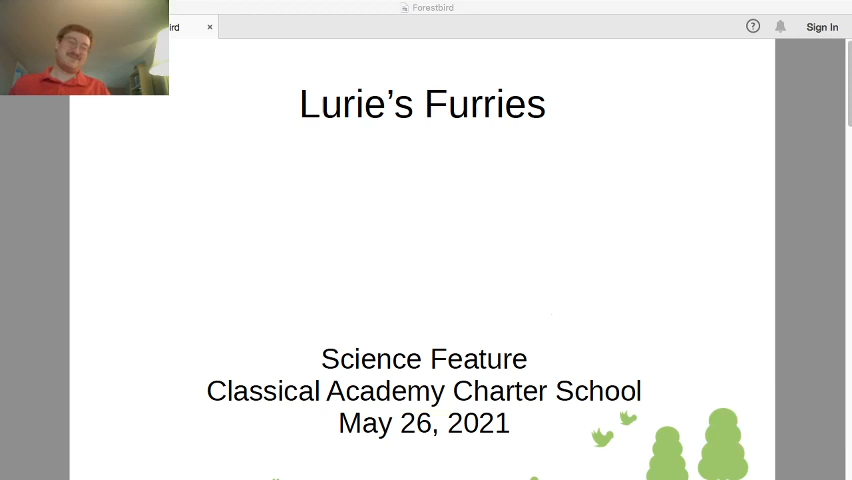 Forestbird
ird ×
? Sign In
Lurie's Furries
Science Feature
Classical Academy Charter School
May 26, 2021